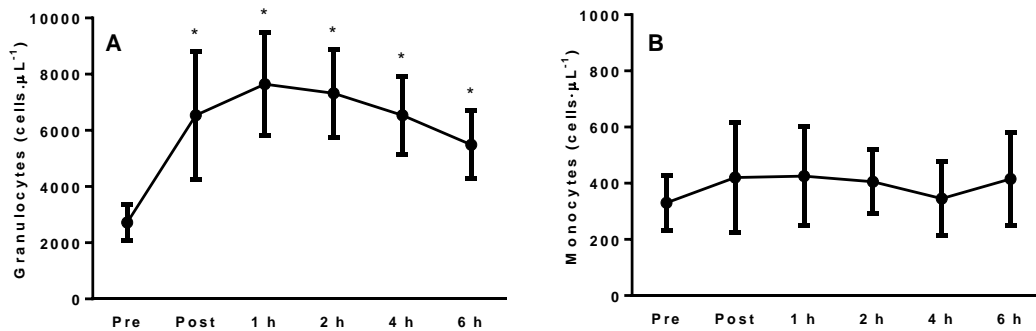 A
Granulocytes (cells.µL-1)
10000
8000
6000
4000
2000
0
* * * * *
Pre Post 1 h 2 h 4 h 6 h
B
Monocytes (cells·µL-1)
1000
800
600
400
200
0
Pre Post 1 h 2 h 4 h 6 h